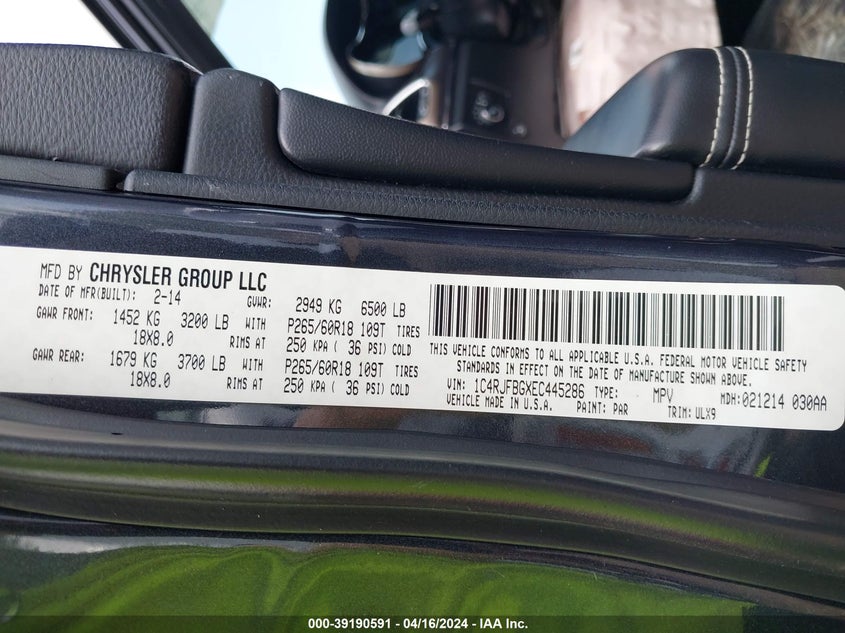 MFD BY CHRYSLER GROUP LLC
DATE OF MFR(BUILT): 2-14 GVWR: 2949 KG 6500 LB
GAWR FRONT: 1452 KG 3200 LB WITH P265/60R18 109T TIRES
18X8.0 RIMS AT 250 KPA ( 36 PSI) COLD
GAWR REAR: 1679 KG 3700 LB WITH P265/60R18 109T TIRES
18X8.0 RIMS AT 250 KPA ( 36 PSI) COLD
THIS VEHICLE CONFORMS TO ALL APPLICABLE U.S.A. FEDERAL MOTOR VEHICLE SAFETY
STANDARDS IN EFFECT ON THE DATE OF MANUFACTURE SHOWN ABOVE.
VIN: 1C4RJFBGXEC445286 TYPE: MPV MDH: 021214 030AA
VEHICLE MADE IN U.S.A. PAINT: PAR TRIM: ULX9
000-39190591 - 04/16/2024 - IAAI.com